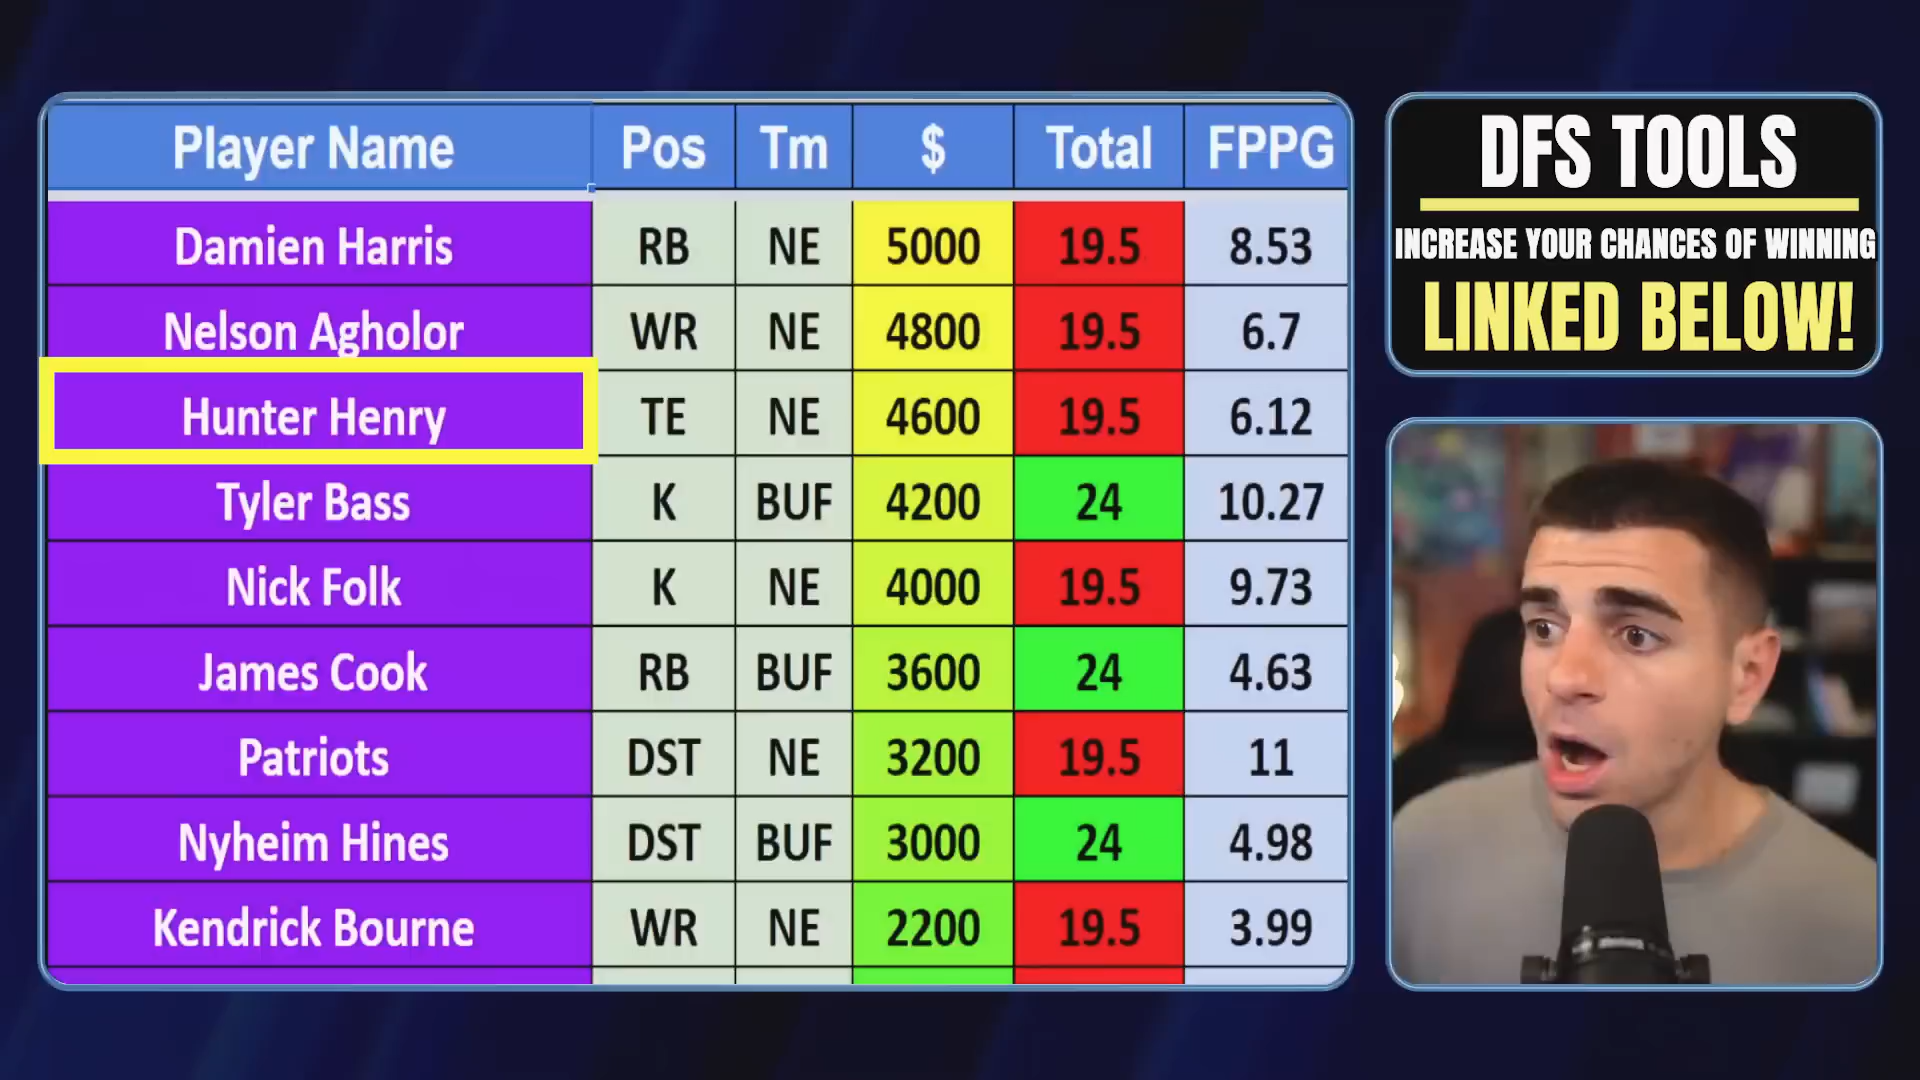 Player Name Pos Tm $ Total FPPG
Damien Harris RB NE 5000 19.5 8.53
Nelson Agholor WR NE 4800 19.5 6.7
Hunter Henry TE NE 4600 19.5 6.12
Tyler Bass K BUF 4200 24 10.27
Nick Folk K NE 4000 19.5 9.73
James Cook RB BUF 3600 24 4.63
Patriots DST NE 3200 19.5 11
Nyheim Hines DST BUF 3000 24 4.98
Kendrick Bourne WR NE 2200 19.5 3.99
DFS TOOLS
INCREASE YOUR CHANCES OF WINNING
LINKED BELOW!